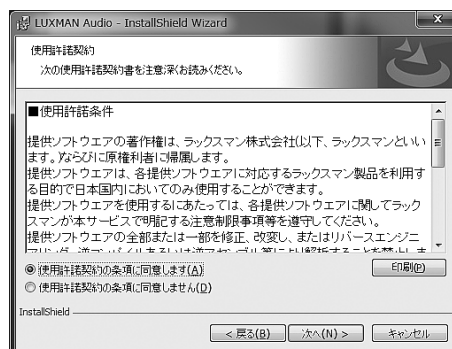 LUXMAN Audio - InstallShield Wizard
使用許諾契約
次の使用許諾契約書を注意深くお読みください。
■使用許諾条件
提供ソフトウエアの著作権は、ラックスマン株式会社(以下、ラックスマンといい
ます。)ならびに原権利者に帰属します。
提供ソフトウエアは、各提供ソフトウエアに対応するラックスマン製品を利用す
る目的で日本国内においてのみ使用することができます。
提供ソフトウエアを使用するにあたっては、各提供ソフトウエアに関してラック
スマンが本サービスで明記する注意制限事項等を遵守してください。
提供ソフトウエアの全部または一部を修正、改変し、またはリバースエンジニ
使用許諾契約の条項に同意します(A)
印刷(P)
使用許諾契約の条項に同意しません(D)
InstallShield
< 戻る(B)
次へ(N) >
キャンセル